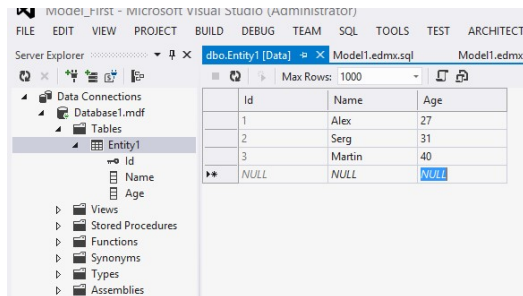 Model_First - Microsoft Visual Studio (Administrator)
FILE EDIT VIEW PROJECT BUILD DEBUG TEAM SQL TOOLS TEST ARCHITECT
Server Explorer
dbo.Entity1 [Data] Model1.edmx.sql Model1.edmx
Max Rows: 1000
Data Connections
Database1.mdf
Tables
Entity1
Id
Name
Age
Views
Stored Procedures
Functions
Synonyms
Types
Assemblies
Id Name Age
1 Alex 27
2 Serg 31
3 Martin 40
NULL NULL NULL